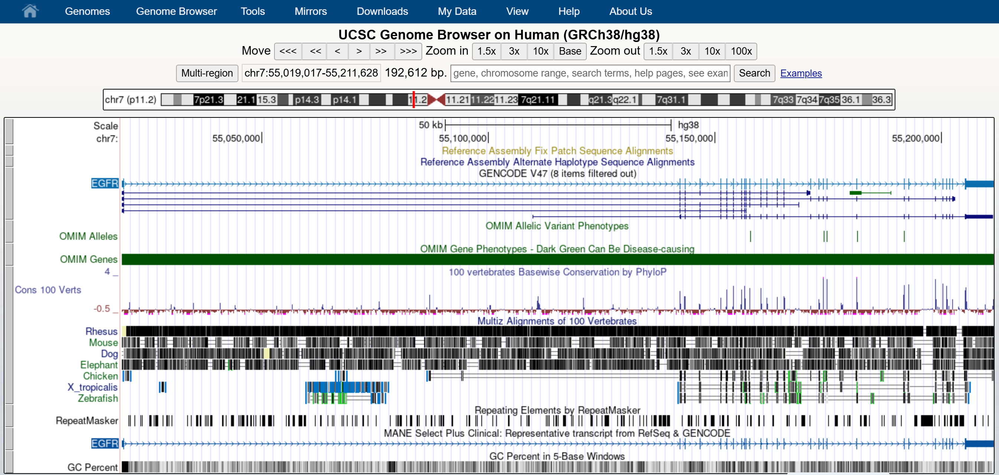 Genomes Genome Browser Tools Mirrors Downloads My Data View Help About Us
UCSC Genome Browser on Human (GRCh38/hg38)
Move <<< << < > >> >>> Zoom in 1.5x 3x 10x Base Zoom out 1.5x 3x 10x 100x
Multi-region chr7:55,019,017-55,211,628 192,612 bp. gene, chromosome range, search terms, help pages, see exan Search Examples
chr7 (p11.2) 7p21.3 21.1 15.3 p14.3 p14.1 11.2 11.21 11.22 11.23 7q21.11 q21.3 q22.1 7q31.1 7q33 7q34 7q35 36.1 36.3
Scale 50 kb hg38
chr7: 55,050,000 55,100,000 55,150,000 55,200,000
Reference Assembly Fix Patch Sequence Alignments
Reference Assembly Alternate Haplotype Sequence Alignments
GENCODE V47 (8 items filtered out)
EGFR
OMIM Allelic Variant Phenotypes
OMIM Alleles
OMIM Gene Phenotypes - Dark Green Can Be Disease-causing
OMIM Genes
4 _ 100 vertebrates Basewise Conservation by PhyloP
Cons 100 Verts
-0.5 _
Multiz Alignments of 100 Vertebrates
Rhesus
Mouse
Dog
Elephant
Chicken
X_tropicalis
Zebrafish
Repeating Elements by RepeatMasker
RepeatMasker
MANE Select Plus Clinical: Representative transcript from RefSeq & GENCODE
EGFR
GC Percent in 5-Base Windows
GC Percent